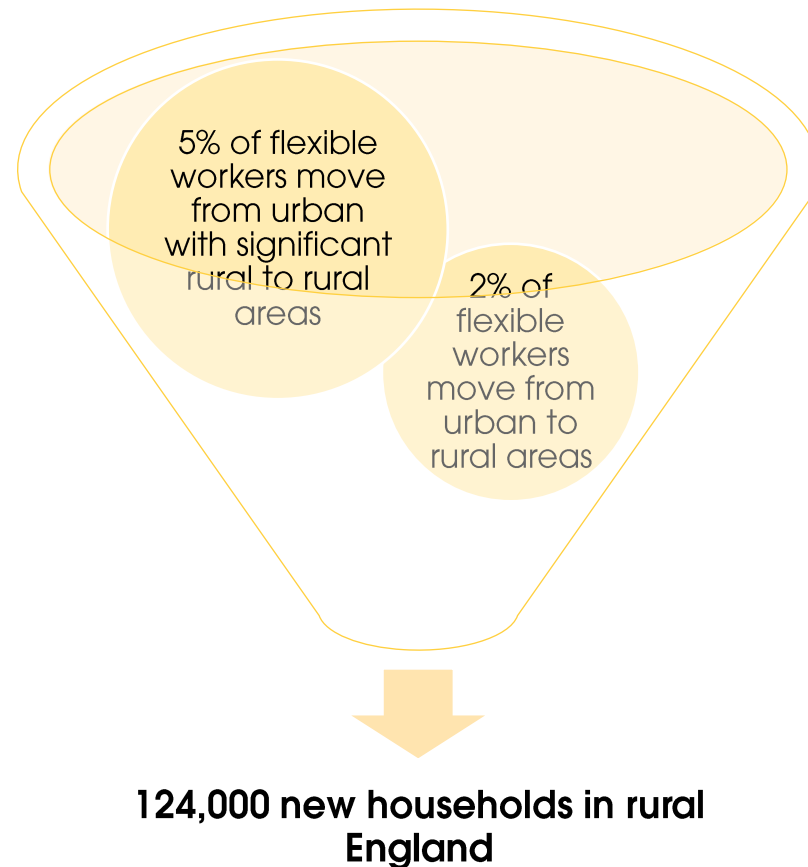 5% of flexible
workers move
from urban
with significant
rural to rural
areas
2% of
flexible
workers
move from
urban to
rural areas
124,000 new households in rural
England